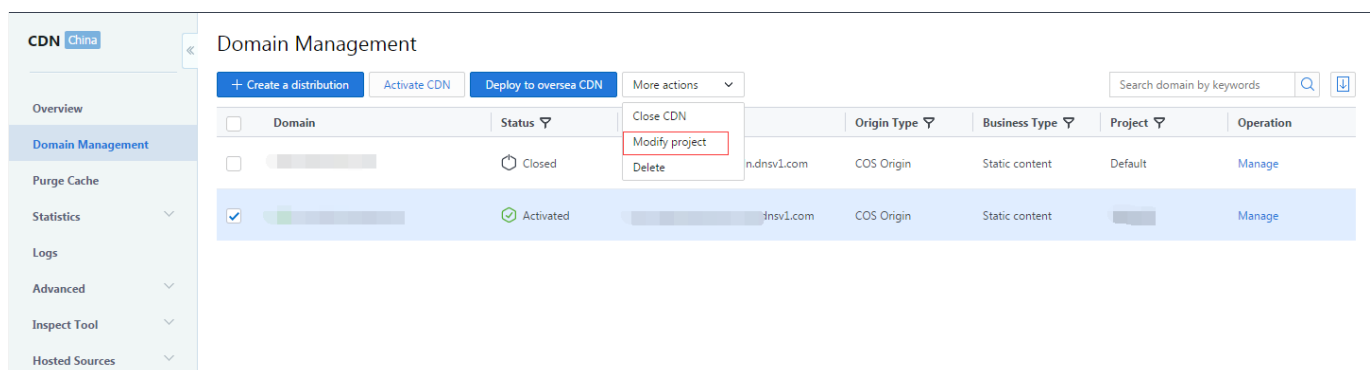 CDN China
Domain Management
+ Create a distribution Activate CDN Deploy to oversea CDN More actions Search domain by keywords
Overview
Domain Management
Purge Cache
Statistics
Logs
Advanced
Inspect Tool
Hosted Sources
Domain Status Origin Type Business Type Project Operation
Close CDN
Modify project
Delete
Closed n.dnsv1.com COS Origin Static content Default Manage
Activated dnsv1.com COS Origin Static content Manage